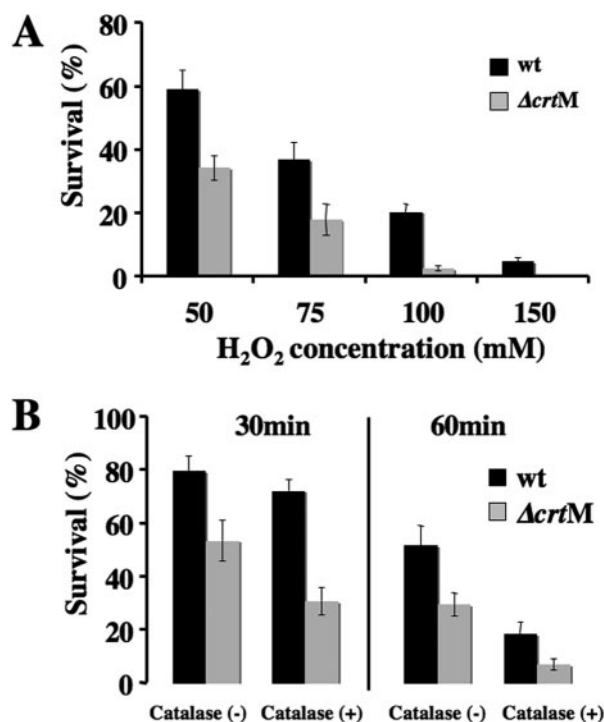 A
80
60
40
20
0
Survival (%)
wt
ΔcrtM
50 75 100 150
H₂O₂ concentration (mM)
B
30min 60min
100
80
60
40
20
0
Survival (%)
wt
ΔcrtM
Catalase (-) Catalase (+) Catalase (-) Catalase (+)